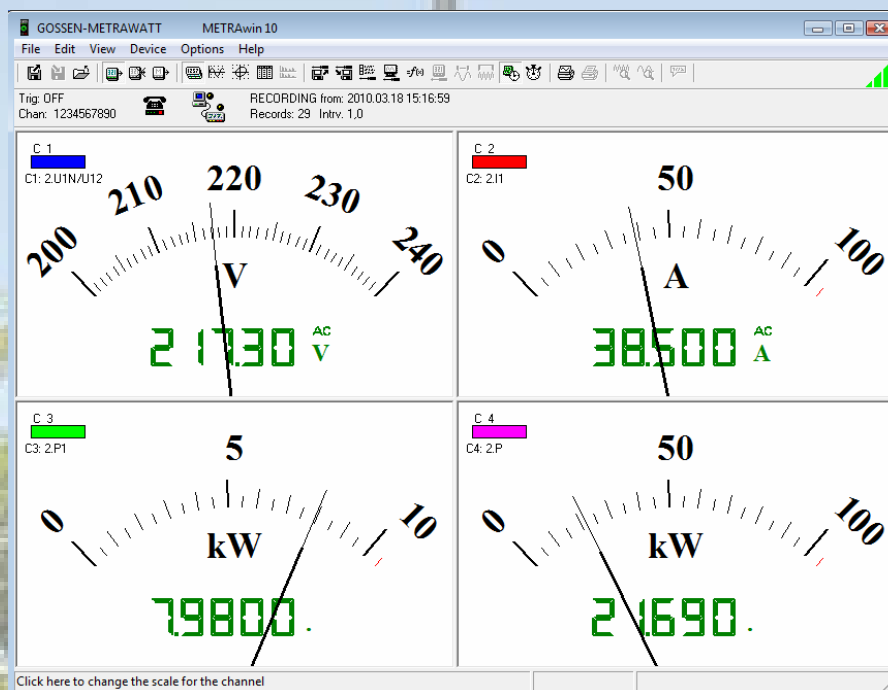 GOSSEN-METRAWATT METRAwin 10
File Edit View Device Options Help
Trig: OFF
Chan: 1234567890
RECORDING from: 2010.03.18 15:16:59
Records: 29 Intrv. 1,0
C 1
C1: 2.U1N/U12
200 210 220 230 240
V
217.30 AC V
C 2
C2: 2.I1
0 50 100
A
38.500 AC A
C 3
C3: 2.P1
0 5 10
kW
7.9800
C 4
C4: 2.P
0 50 100
kW
21.690
Click here to change the scale for the channel